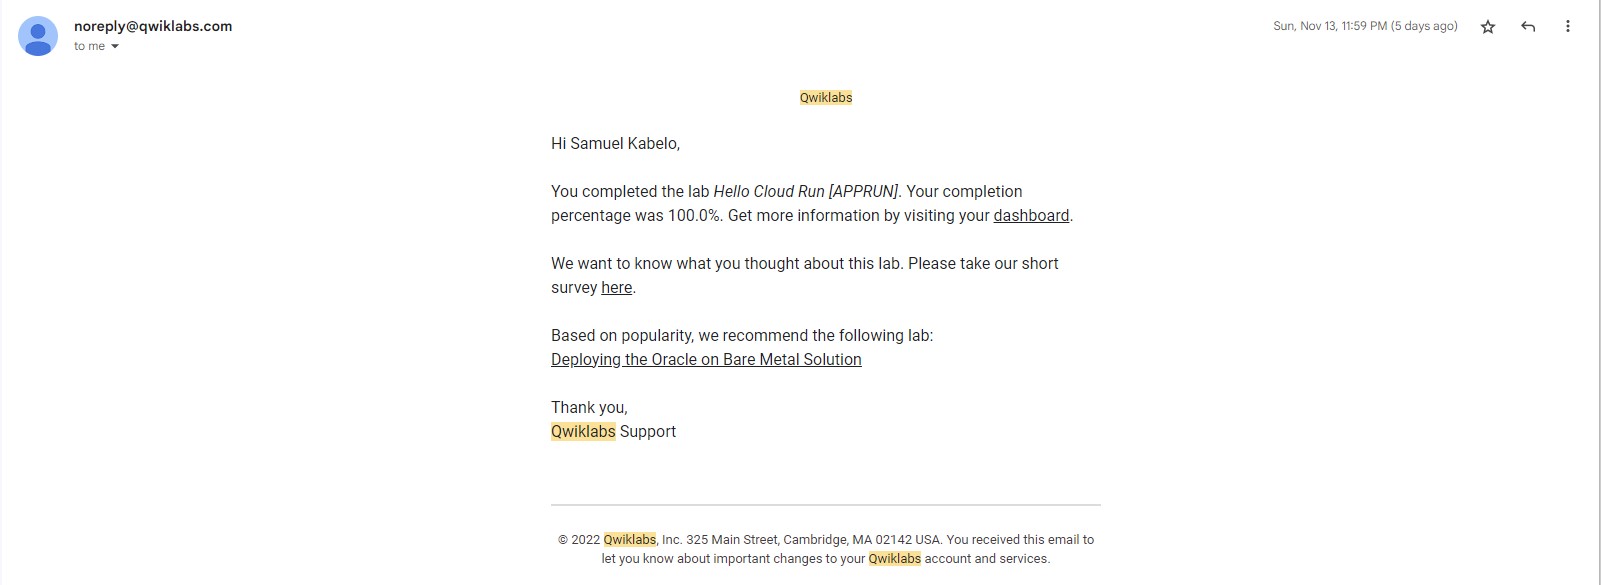 noreply@qwiklabs.com
Sun, Nov 13, 11:59 PM (5 days ago)
to me
Qwiklabs
Hi Samuel Kabelo,
You completed the lab Hello Cloud Run [APPRUN]. Your completion
percentage was 100.0%. Get more information by visiting your dashboard.
We want to know what you thought about this lab. Please take our short
survey here.
Based on popularity, we recommend the following lab:
Deploying the Oracle on Bare Metal Solution
Thank you,
Qwiklabs Support
© 2022 Qwiklabs, Inc. 325 Main Street, Cambridge, MA 02142 USA. You received this email to
let you know about important changes to your Qwiklabs account and services.